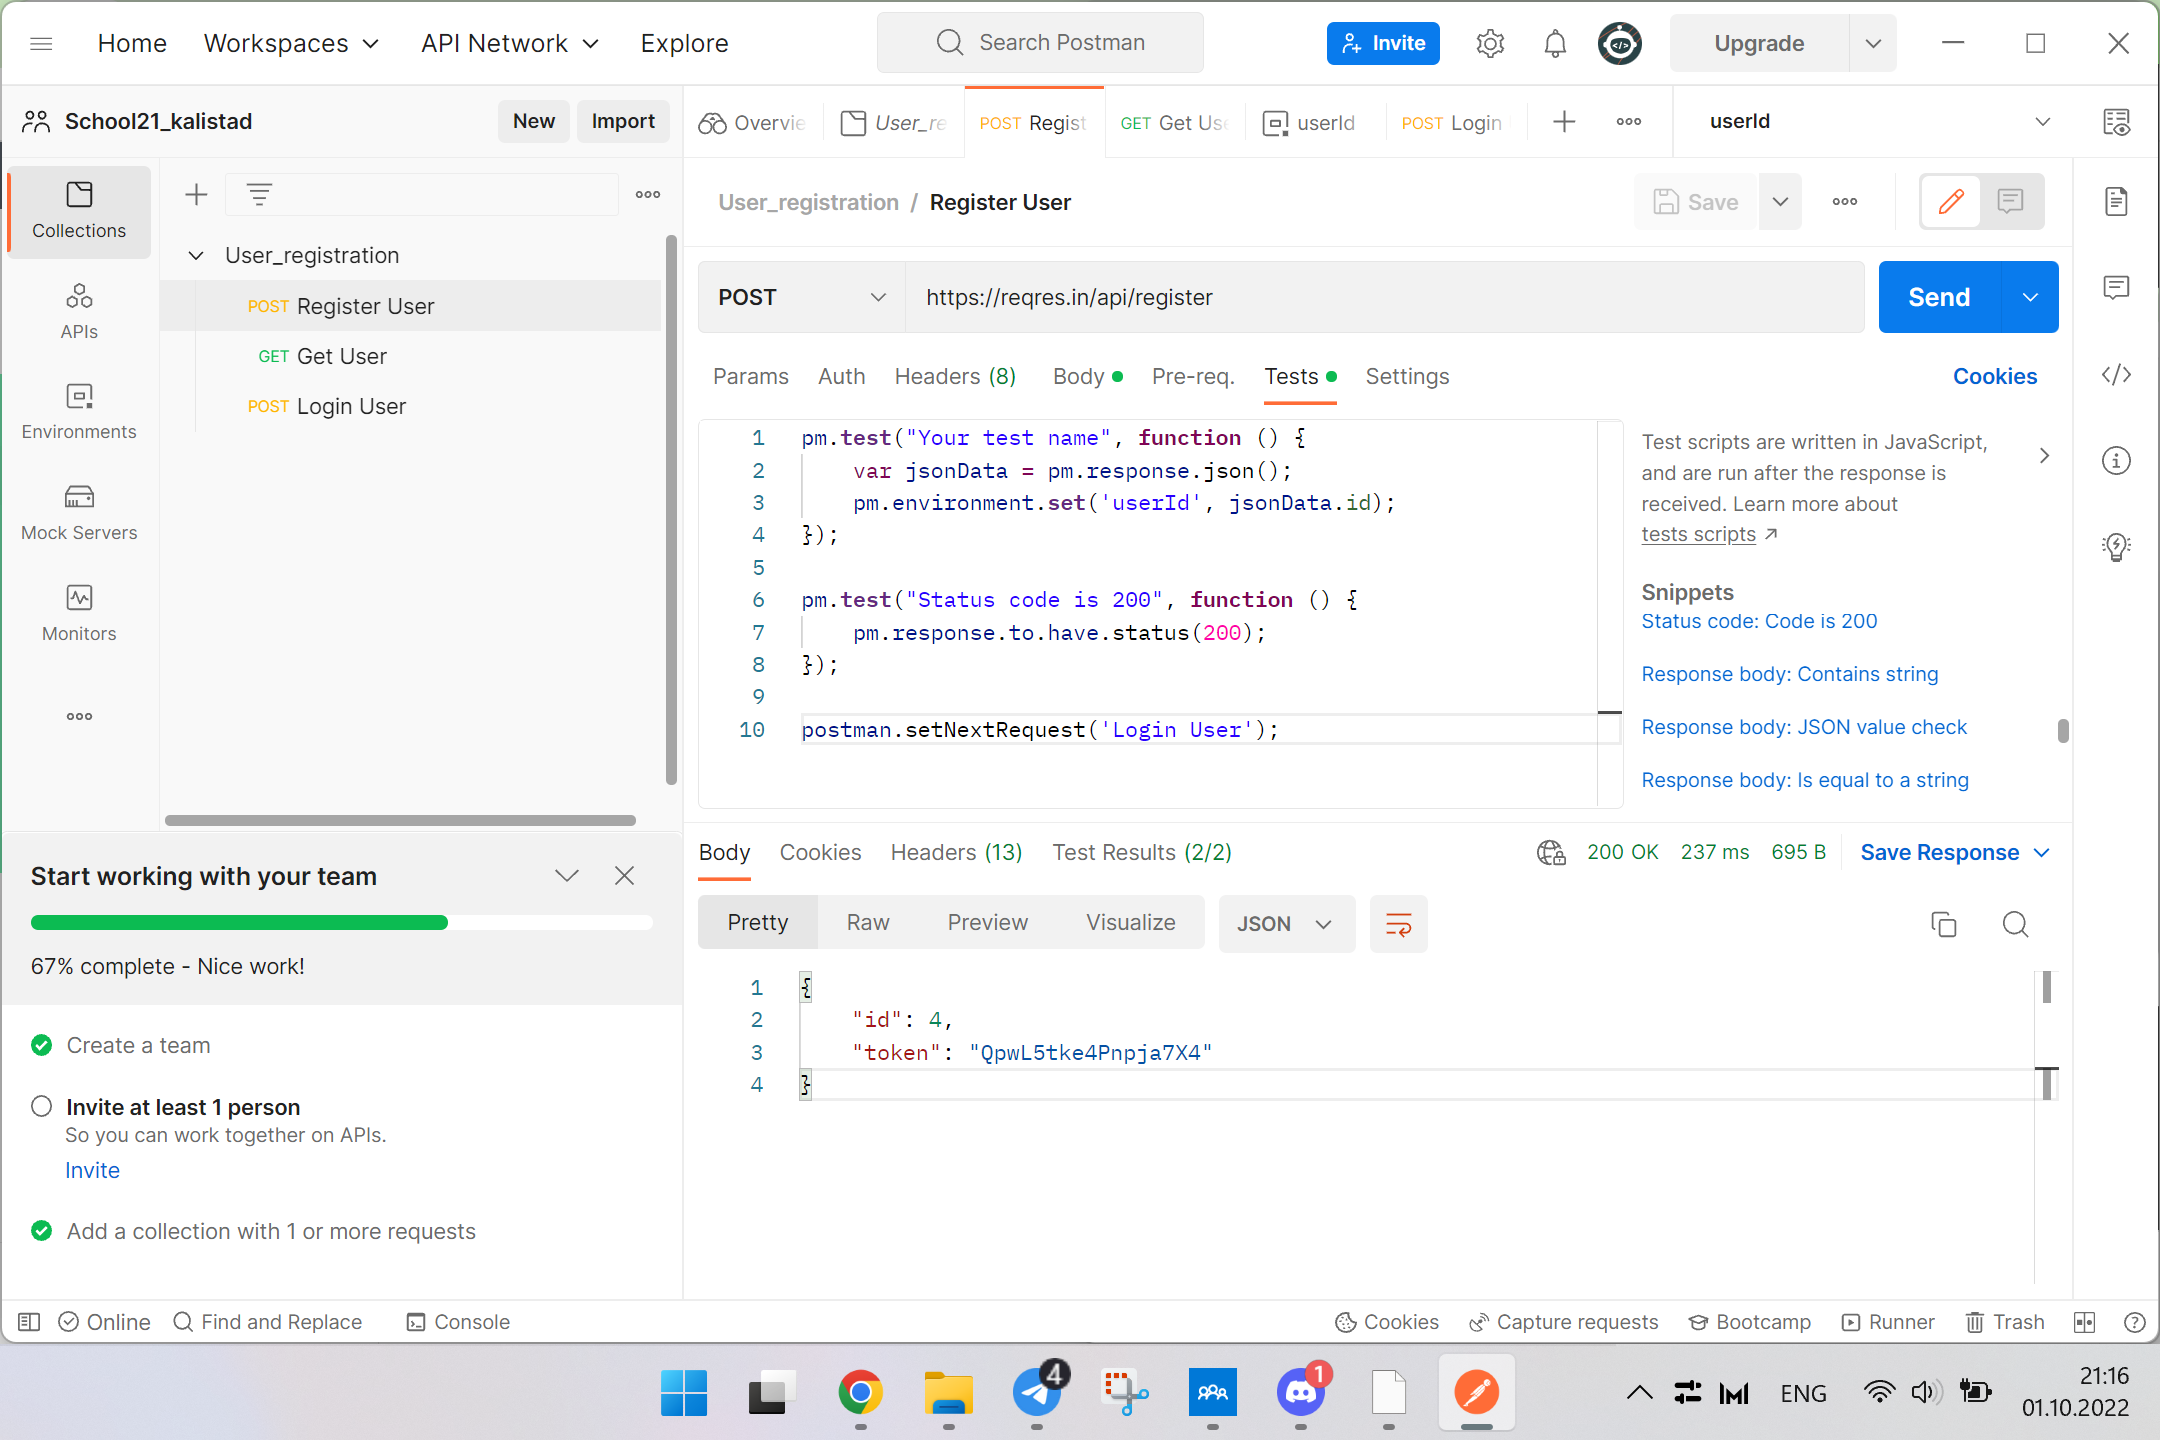 Home Workspaces API Network Explore Search Postman Invite Upgrade
School21_kalistad New Import
Overvie User_re POST Regist GET Get Use userId POST Login userId
Collections
APIs
Environments
Mock Servers
Monitors
User_registration
POST Register User
GET Get User
POST Login User
User_registration / Register User Save
POST https://reqres.in/api/register Send
Params Auth Headers (8) Body Pre-req. Tests Settings Cookies
1 pm.test("Your test name", function () {
2 var jsonData = pm.response.json();
3 pm.environment.set('userId', jsonData.id);
4 });
5
6 pm.test("Status code is 200", function () {
7 pm.response.to.have.status(200);
8 });
9
10 postman.setNextRequest('Login User');
Test scripts are written in JavaScript,
and are run after the response is
received. Learn more about
tests scripts
Snippets
Status code: Code is 200
Response body: Contains string
Response body: JSON value check
Response body: Is equal to a string
Body Cookies Headers (13) Test Results (2/2) 200 OK 237 ms 695 B Save Response
Pretty Raw Preview Visualize JSON
1 {
2 "id": 4,
3 "token": "QpwL5tke4Pnpja7X4"
4 }
Start working with your team
67% complete - Nice work!
Create a team
Invite at least 1 person
So you can work together on APIs.
Invite
Add a collection with 1 or more requests
Online Find and Replace Console Cookies Capture requests Bootcamp Runner Trash
4 1 ENG 21:16
01.10.2022